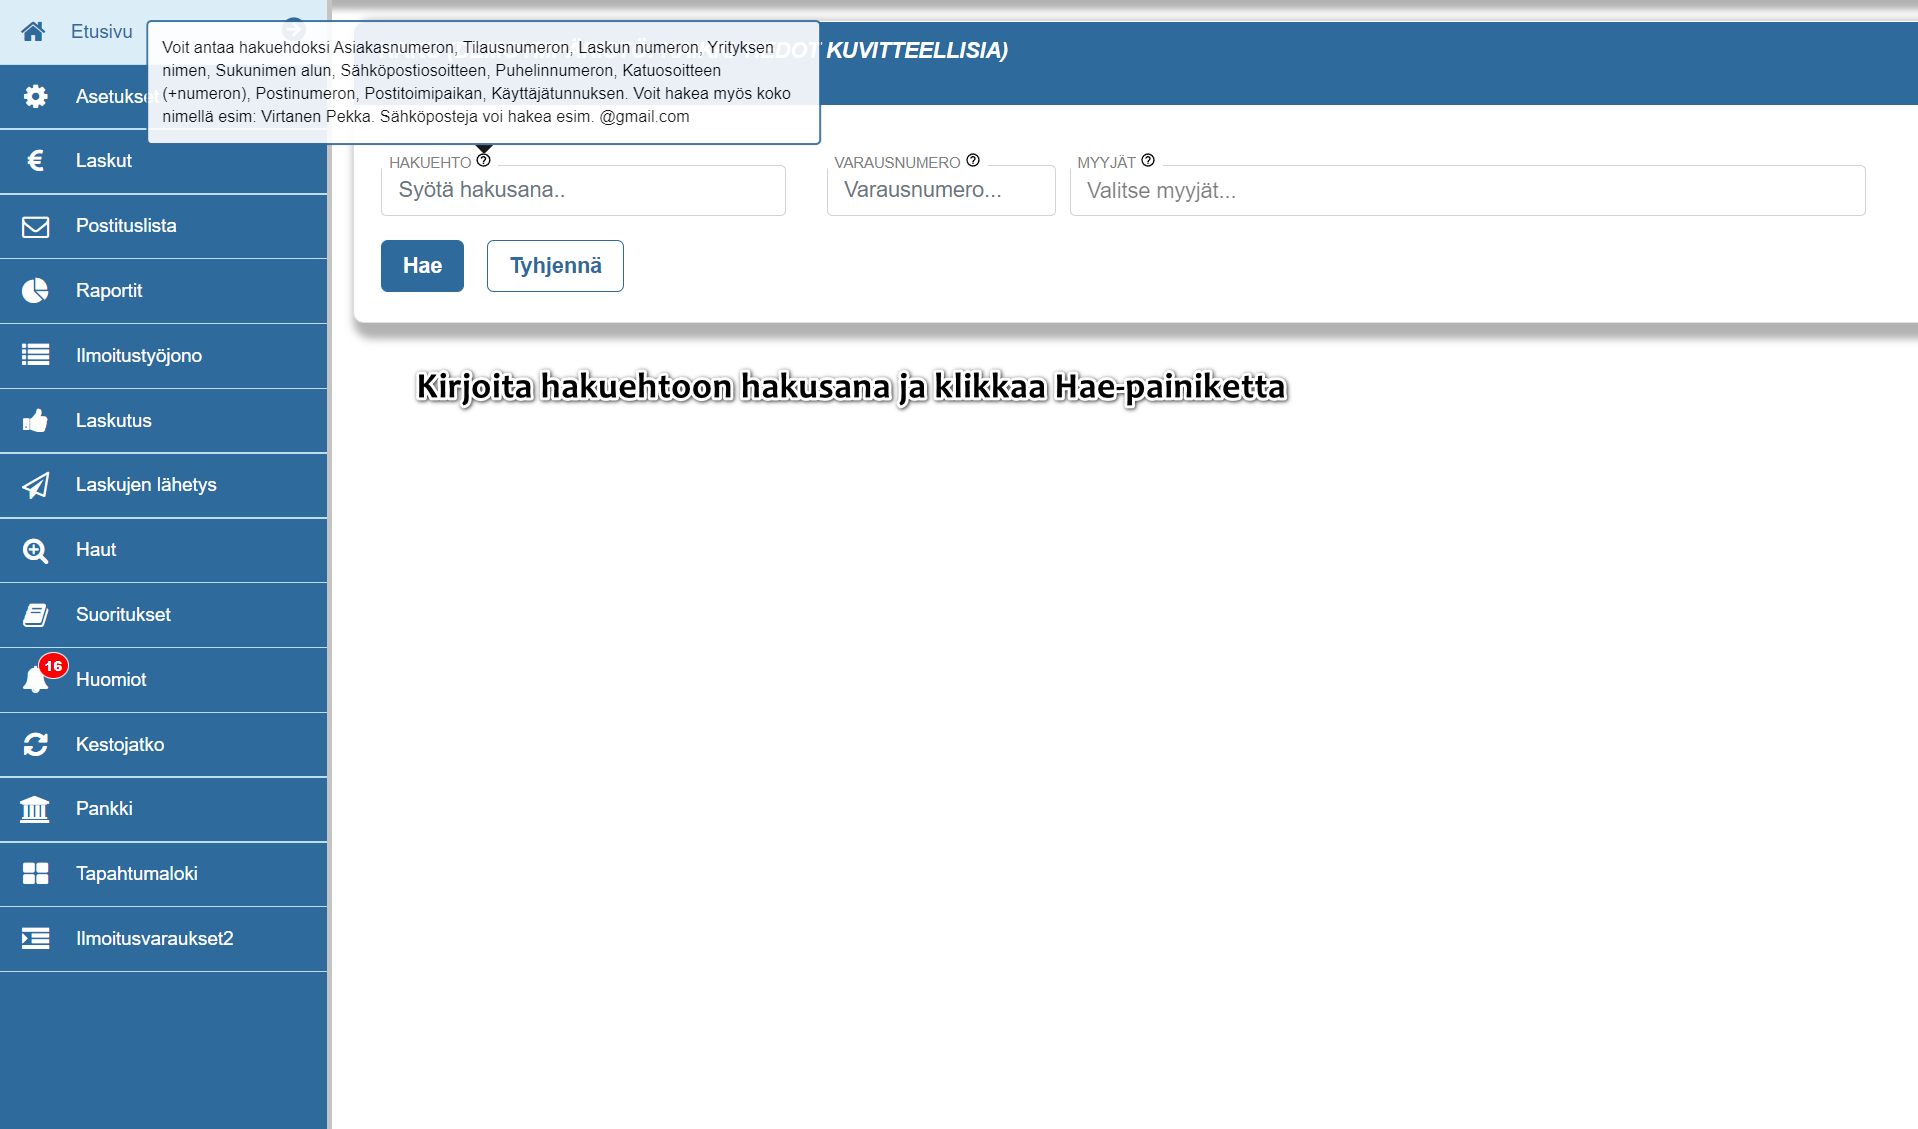 Etusivu
Asetukset
Laskut
Postituslista
Raportit
Ilmoitustyöjono
Laskutus
Laskujen lähetys
Haut
Suoritukset
16
Huomiot
Kestojatko
Pankki
Tapahtumaloki
Ilmoitusvaraukset2
KUVITTEELLISIA)
Voit antaa hakuehdoksi Asiakasnumeron, Tilausnumeron, Laskun numeron, Yrityksen
nimen, Sukunimen alun, Sähköpostiosoitteen, Puhelinnumeron, Katuosoitteen
(+numeron), Postinumeron, Postitoimipaikan, Käyttäjätunnuksen. Voit hakea myös koko
nimellä esim: Virtanen Pekka. Sähköposteja voi hakea esim. @gmail.com
HAKUEHTO
Syötä hakusana..
VARAUSNUMERO
Varausnumero...
MYYJÄT
Valitse myyjät...
Hae
Tyhjennä
Kirjoita hakuehtoon hakusana ja klikkaa Hae-painiketta